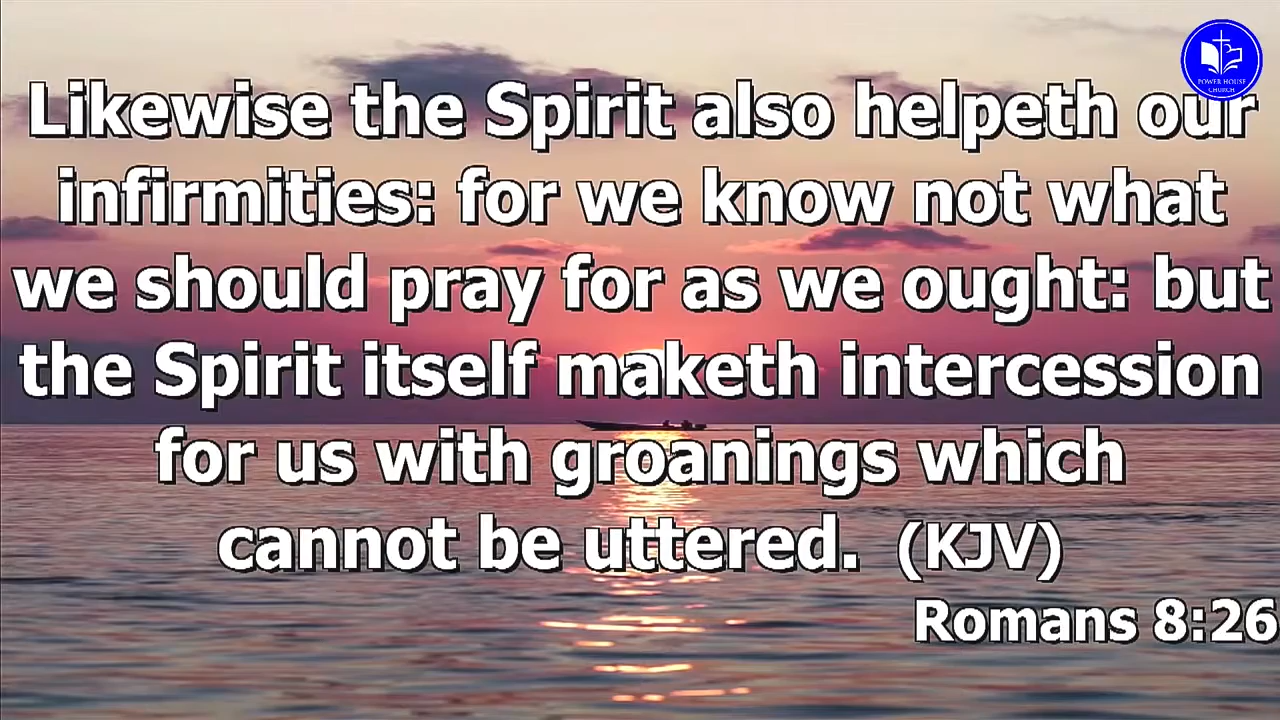 POWER HOUSE
CHURCH
Likewise the Spirit also helpeth our
infirmities: for we know not what
we should pray for as we ought: but
the Spirit itself maketh intercession
for us with groanings which
cannot be uttered. (KJV)
Romans 8:26